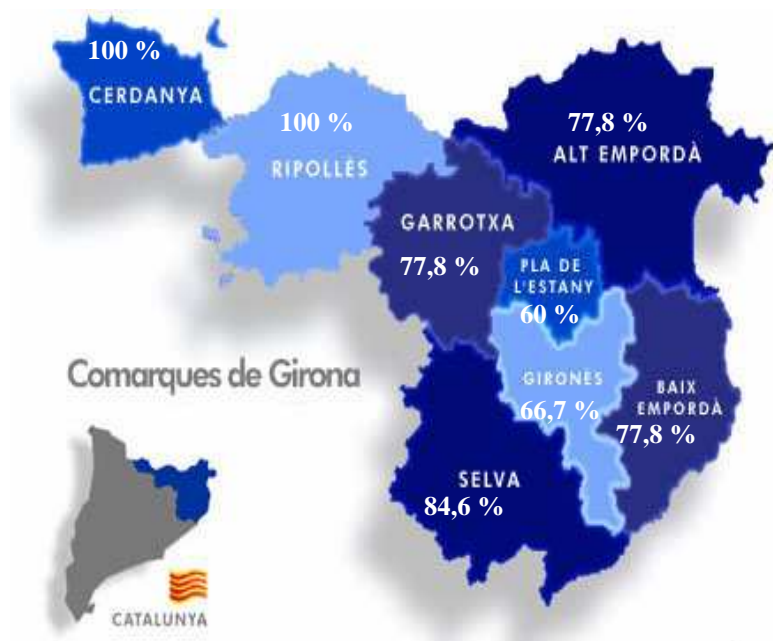 100 %
CERDANYA
100 %
RIPOLLÈS
77,8 %
ALT EMPORDÀ
GARROTXA
77,8 %
PLA DE
L'ESTANY
60 %
Comarques de Girona
GIRONÈS
66,7 %
BAIX
EMPORDÀ
77,8 %
SELVA
84,6 %
CATALUNYA